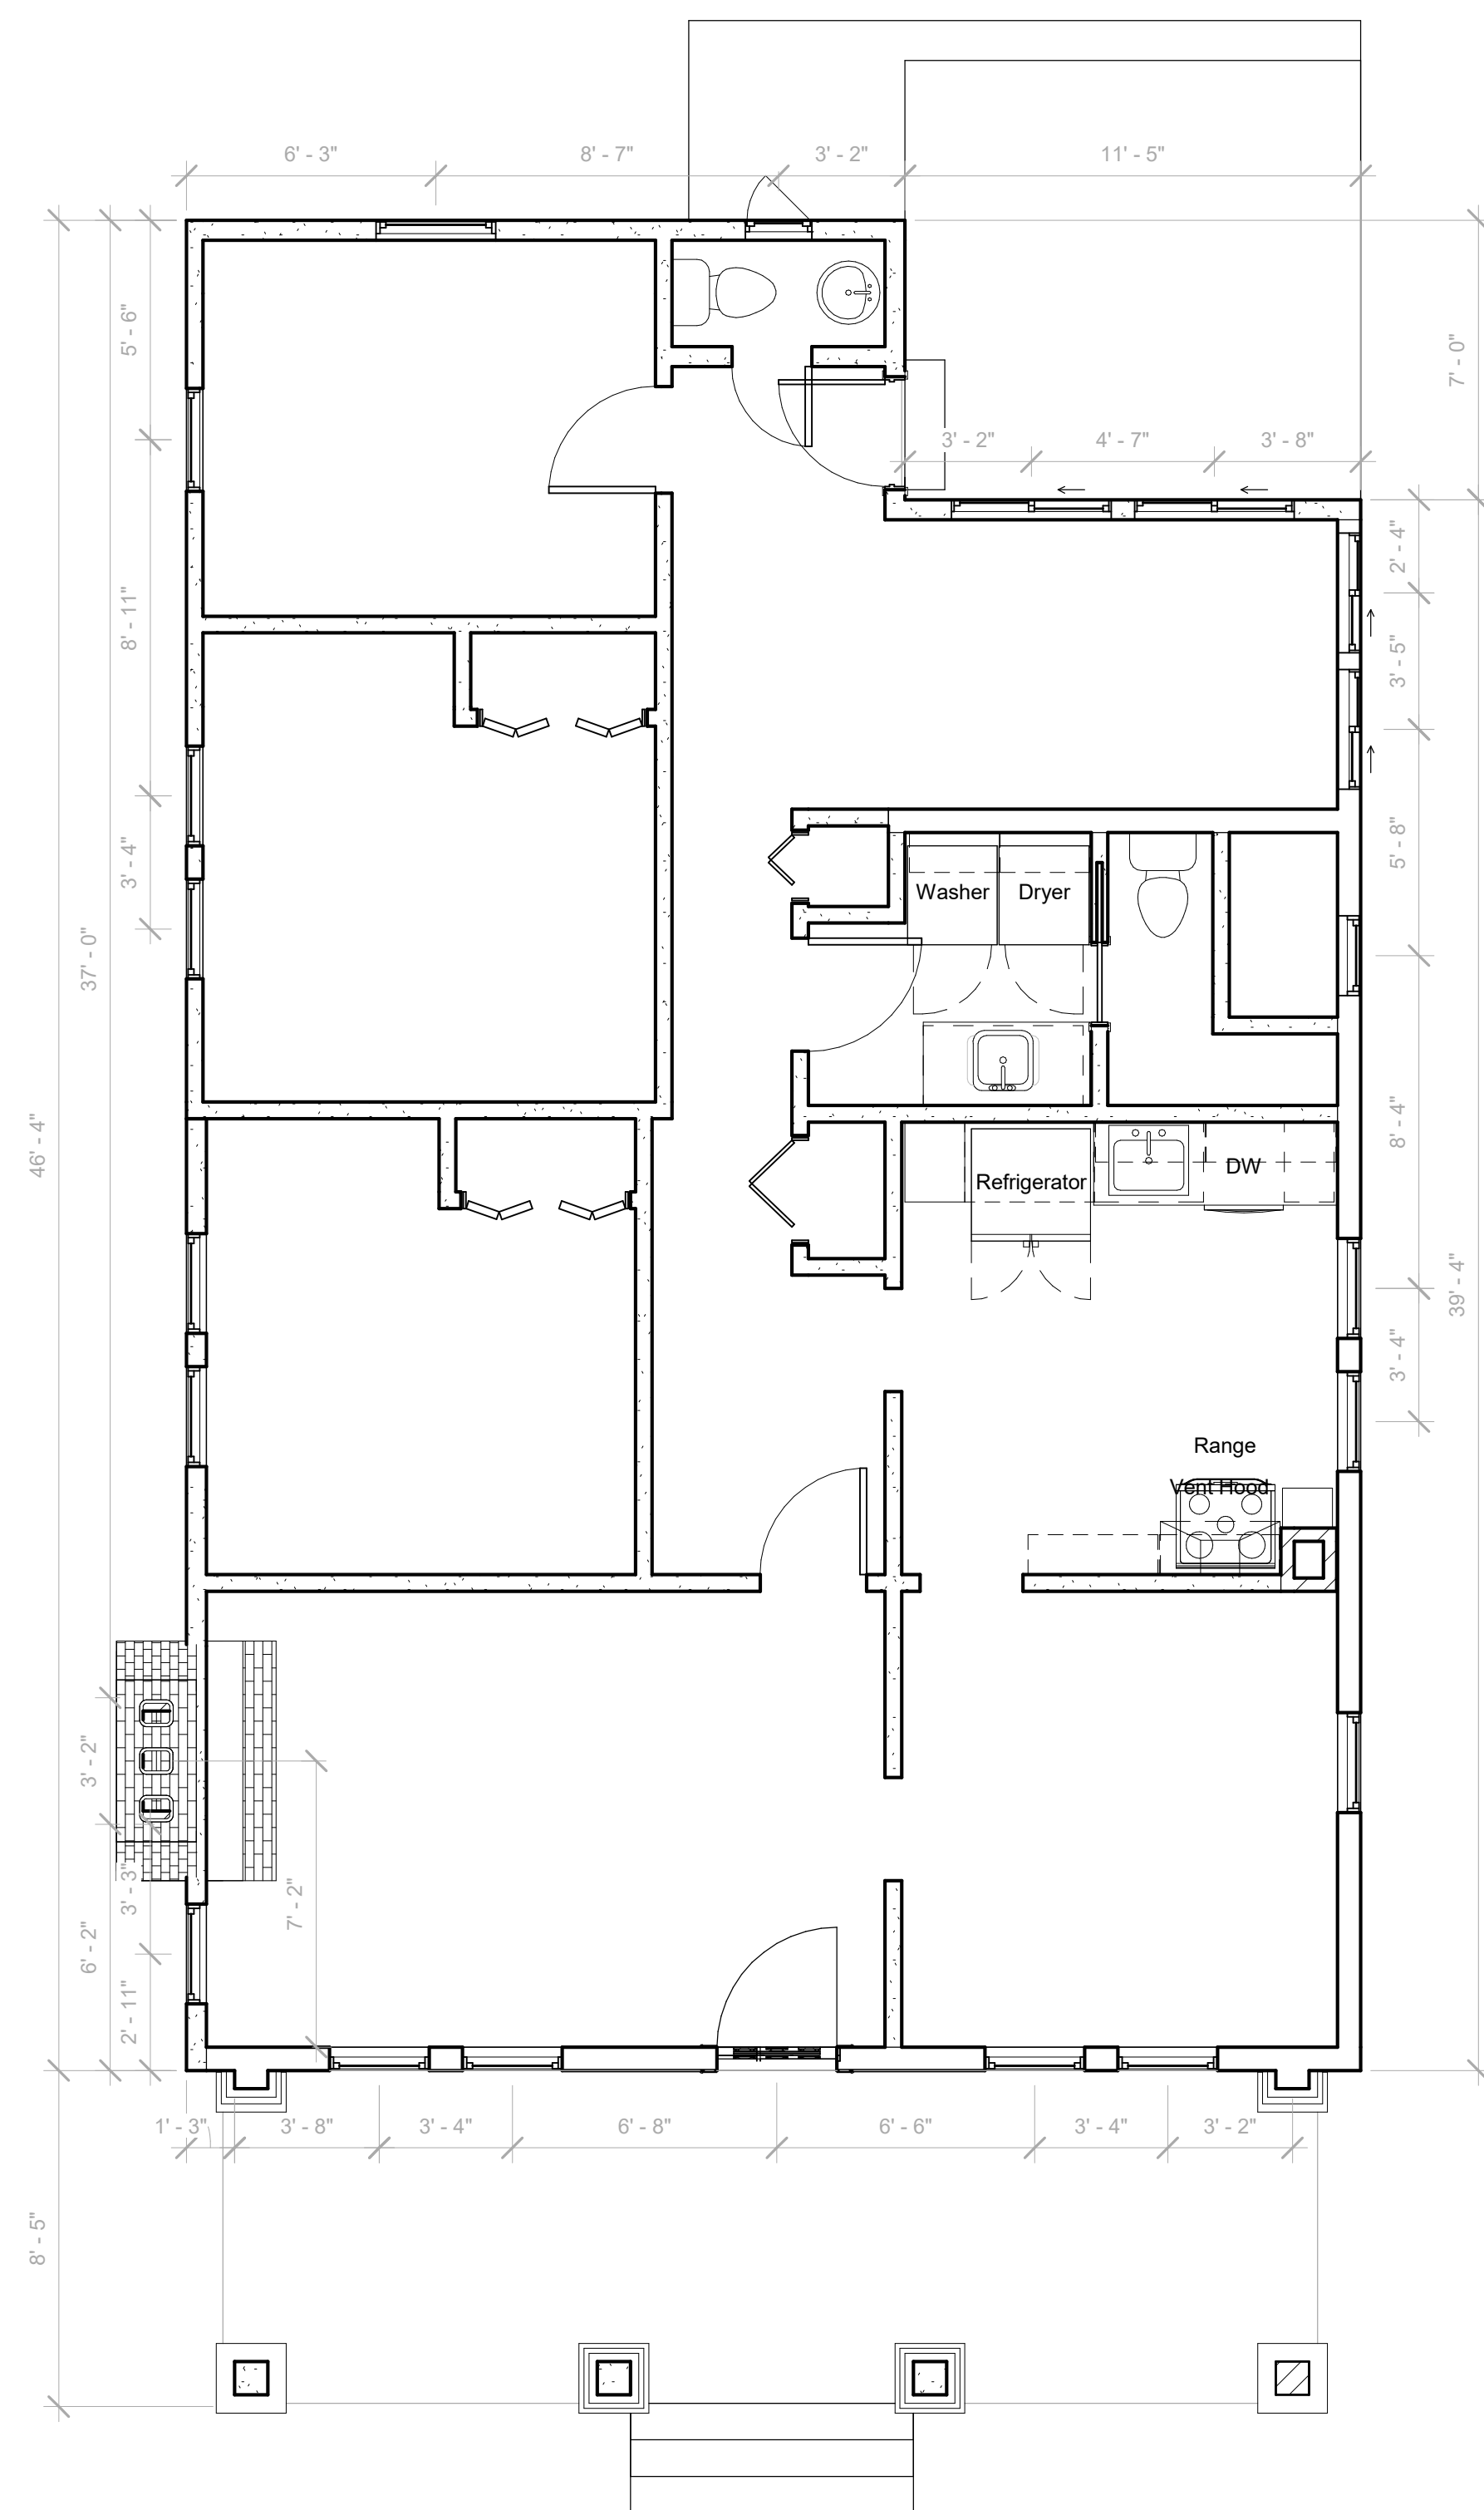 6' - 3"
8' - 7"
3' - 2"
11' - 5"
5' - 6"
7' - 0"
3' - 2"
4' - 7"
3' - 8"
2' - 4"
8' - 11"
3' - 5"
3' - 4"
5' - 8"
Washer
Dryer
37' - 0"
46' - 4"
8' - 4"
DW
Refrigerator
39' - 4"
3' - 4"
Range
Vent Hood
3' - 2"
3' - 3"
7' - 2"
6' - 2"
2' - 11"
1' - 3"
3' - 8"
3' - 4"
6' - 8"
6' - 6"
3' - 4"
3' - 2"
8' - 5"